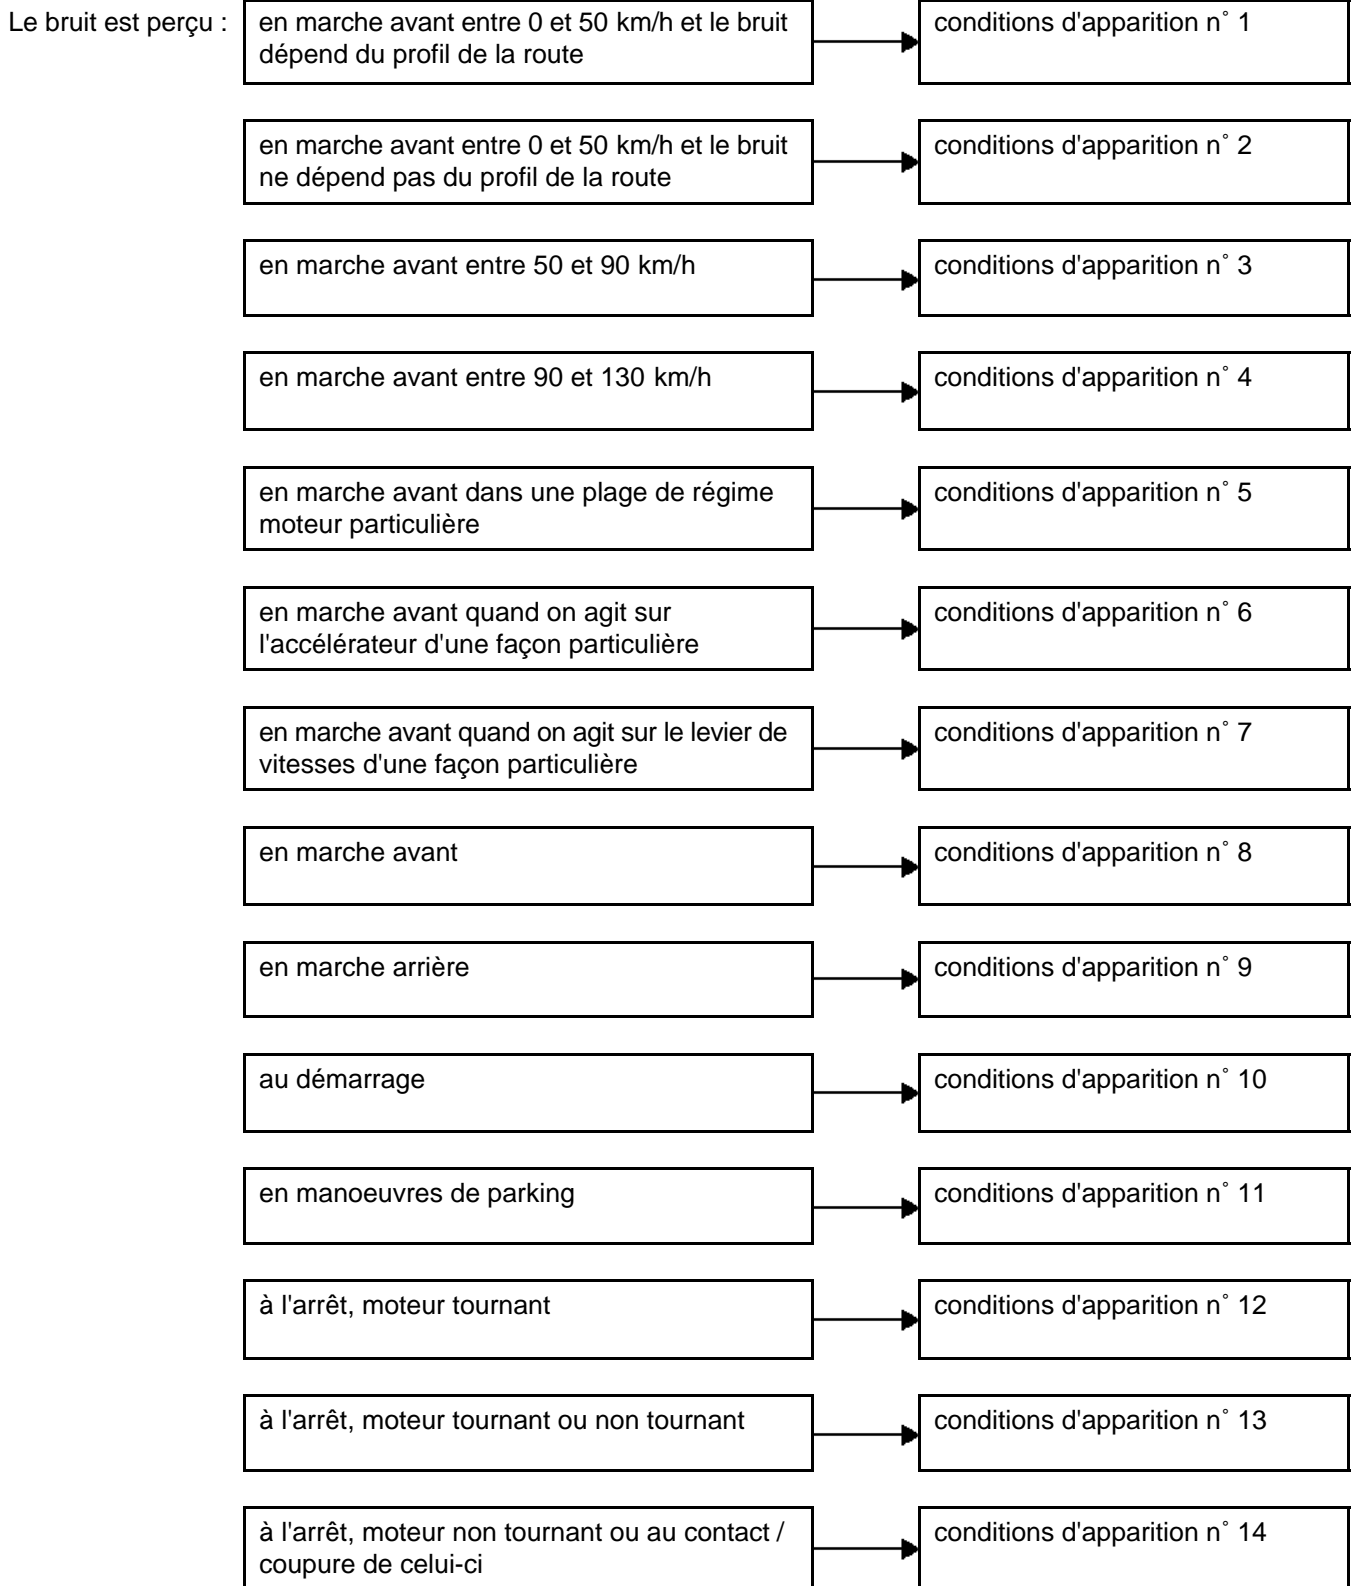 Le bruit est perçu :
en marche avant entre 0 et 50 km/h et le bruit
dépend du profil de la route
conditions d'apparition n° 1
en marche avant entre 0 et 50 km/h et le bruit
ne dépend pas du profil de la route
conditions d'apparition n° 2
en marche avant entre 50 et 90 km/h
conditions d'apparition n° 3
en marche avant entre 90 et 130 km/h
conditions d'apparition n° 4
en marche avant dans une plage de régime
moteur particulière
conditions d'apparition n° 5
en marche avant quand on agit sur
l'accélérateur d'une façon particulière
conditions d'apparition n° 6
en marche avant quand on agit sur le levier de
vitesses d'une façon particulière
conditions d'apparition n° 7
en marche avant
conditions d'apparition n° 8
en marche arrière
conditions d'apparition n° 9
au démarrage
conditions d'apparition n° 10
en manoeuvres de parking
conditions d'apparition n° 11
à l'arrêt, moteur tournant
conditions d'apparition n° 12
à l'arrêt, moteur tournant ou non tournant
conditions d'apparition n° 13
à l'arrêt, moteur non tournant ou au contact /
coupure de celui-ci
conditions d'apparition n° 14